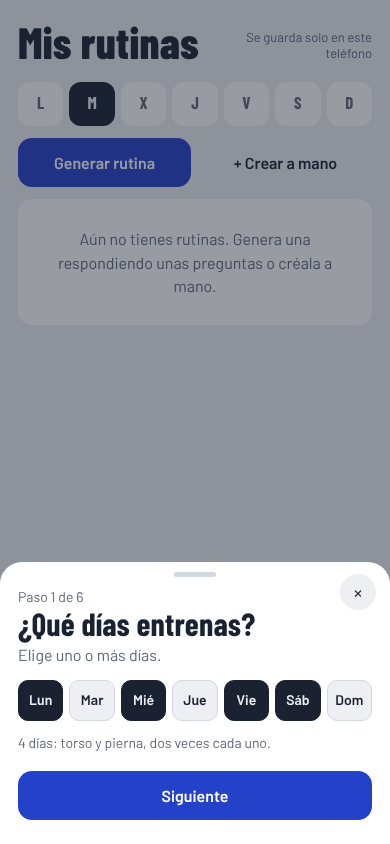 Mis rutinas
Se guarda solo en este
teléfono
L M X J V S D
Generar rutina
+ Crear a mano
Aún no tienes rutinas. Genera una
respondiendo unas preguntas o créala a
mano.
Paso 1 de 6
×
¿Qué días entrenas?
Elige uno o más días.
Lun Mar Mié Jue Vie Sáb Dom
4 días: torso y pierna, dos veces cada uno.
Siguiente